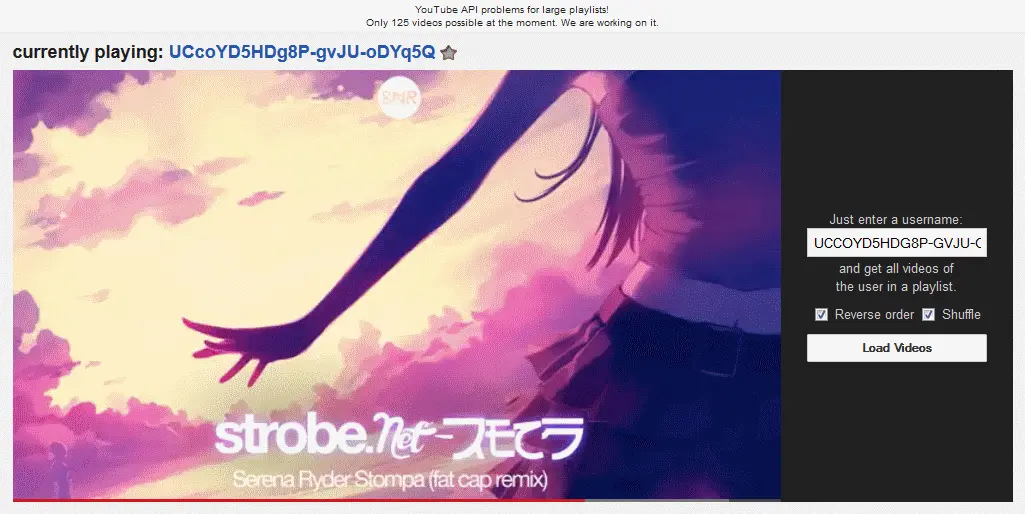 YouTube API problems for large playlists!
Only 125 videos possible at the moment. We are working on it.
currently playing: UCcoYD5HDg8P-gvJU-oDYq5Q
SNR
Just enter a username:
UCCOYD5HDG8P-GVJU-
and get all videos of
the user in a playlist.
Reverse order Shuffle
Load Videos
strobe.Net-スモてラ
Serena Ryder Stompa (fat cap remix)